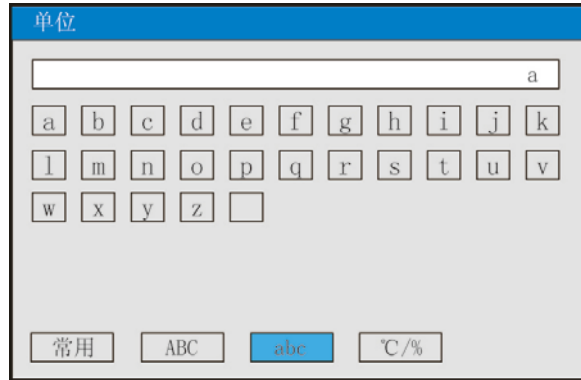 单位
a
a b c d e f g h i j k
l m n o p q r s t u v
w x y z
常用 ABC abc ℃/%